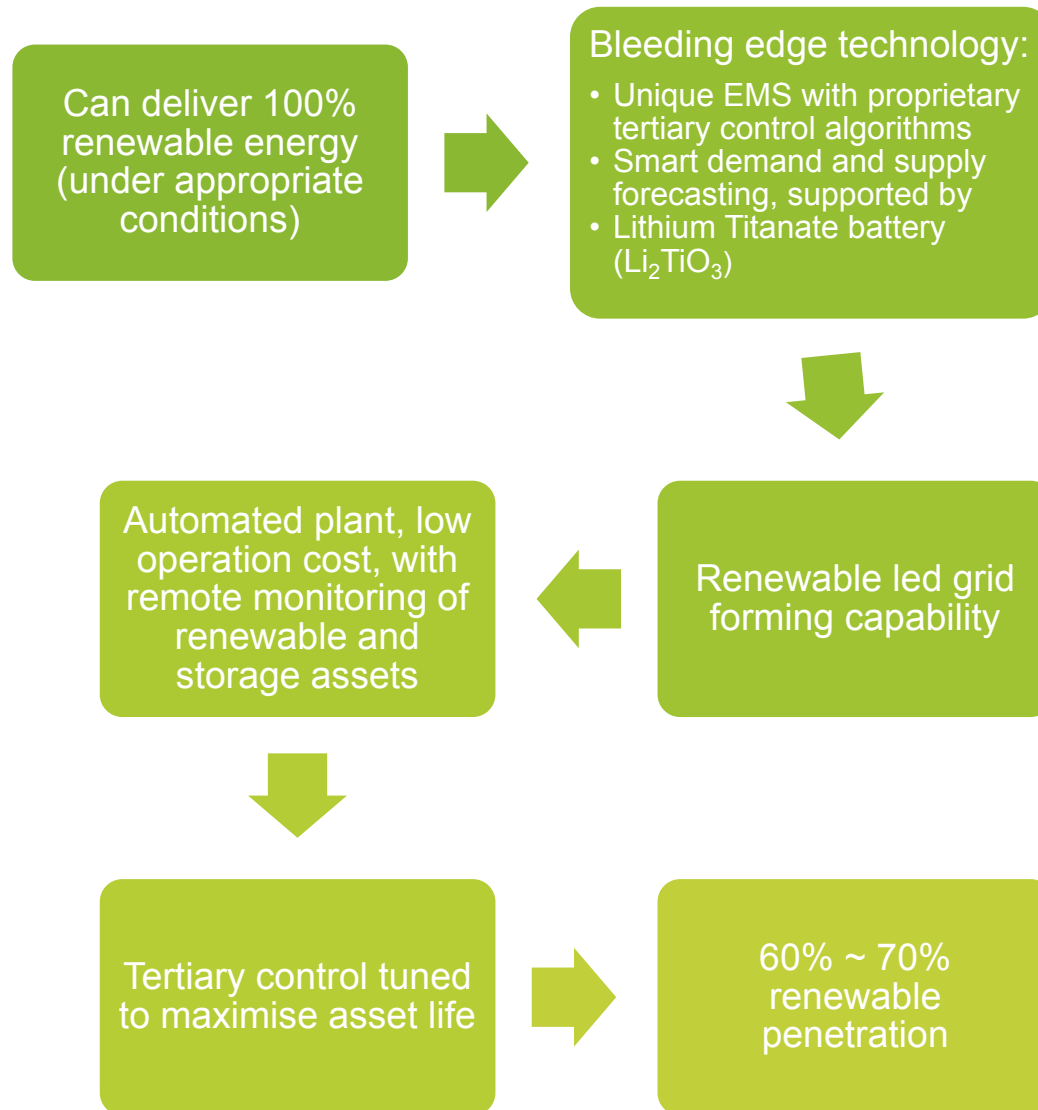 Can deliver 100%
renewable energy
(under appropriate
conditions)
Bleeding edge technology:
• Unique EMS with proprietary
tertiary control algorithms
• Smart demand and supply
forecasting, supported by
• Lithium Titanate battery
(Li₂TiO₃)
Renewable led grid
forming capability
Automated plant, low
operation cost, with
remote monitoring of
renewable and
storage assets
Tertiary control tuned
to maximise asset life
60% ~ 70%
renewable
penetration